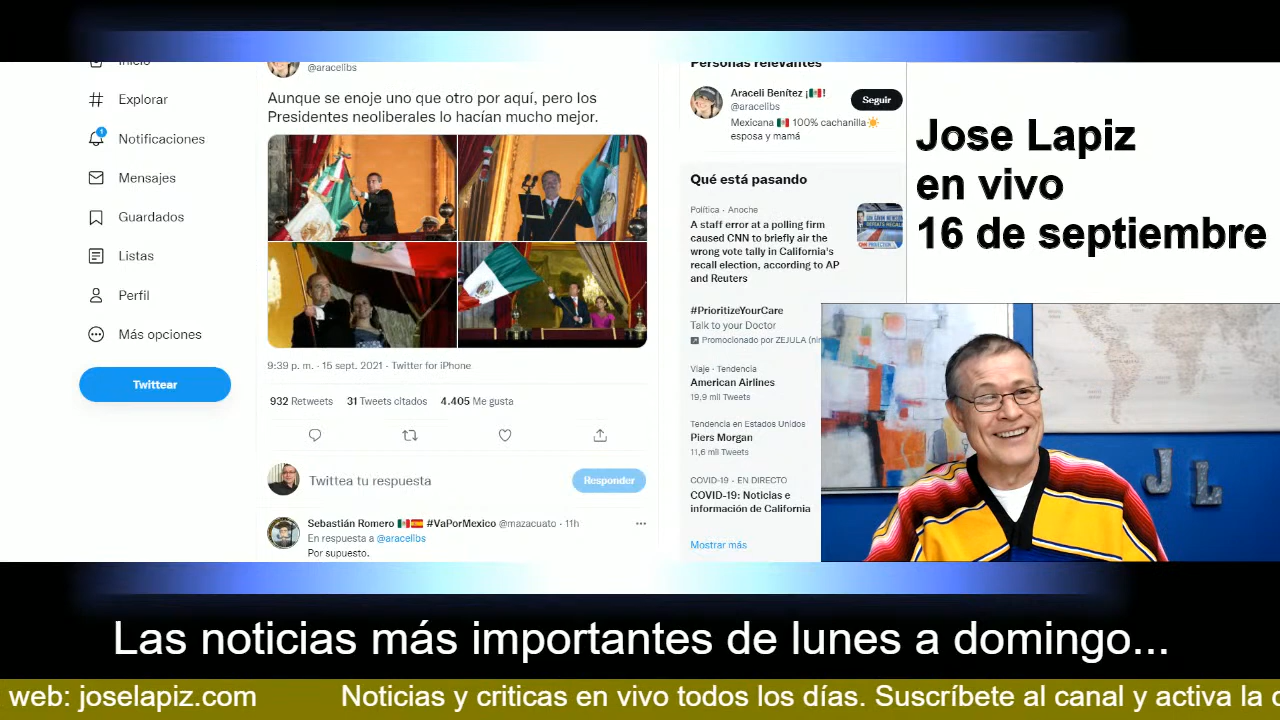 Inicio
Explorar
1
Notificaciones
Mensajes
Guardados
Listas
Perfil
Más opciones
Twittear
@aracelibs
Aunque se enoje uno que otro por aquí, pero los
Presidentes neoliberales lo hacían mucho mejor.
9:39 p. m. · 15 sept. 2021 · Twitter for iPhone
932 Retweets 31 Tweets citados 4.405 Me gusta
Twittea tu respuesta
Responder
Sebastián Romero #VaPorMexico @mazacuato · 11h
En respuesta a @aracelibs
Por supuesto.
Personas relevantes
Araceli Benítez ¡🇲🇽!
@aracelibs
Seguir
Mexicana 🇲🇽 100% cachanilla☀️
esposa y mamá
Qué está pasando
Política · Anoche
A staff error at a polling firm
caused CNN to briefly air the
wrong vote tally in California's
recall election, according to AP
and Reuters
#PrioritizeYourCare
Talk to your Doctor
Promocionado por ZEJULA
Viaje · Tendencia
American Airlines
19,9 mil Tweets
Tendencia en Estados Unidos
Piers Morgan
11,6 mil Tweets
COVID-19 · EN DIRECTO
COVID-19: Noticias e
información de California
Mostrar más
Jose Lapiz
en vivo
16 de septiembre
JL
Las noticias más importantes de lunes a domingo...
web: joselapiz.com Noticias y criticas en vivo todos los días. Suscríbete al canal y activa la